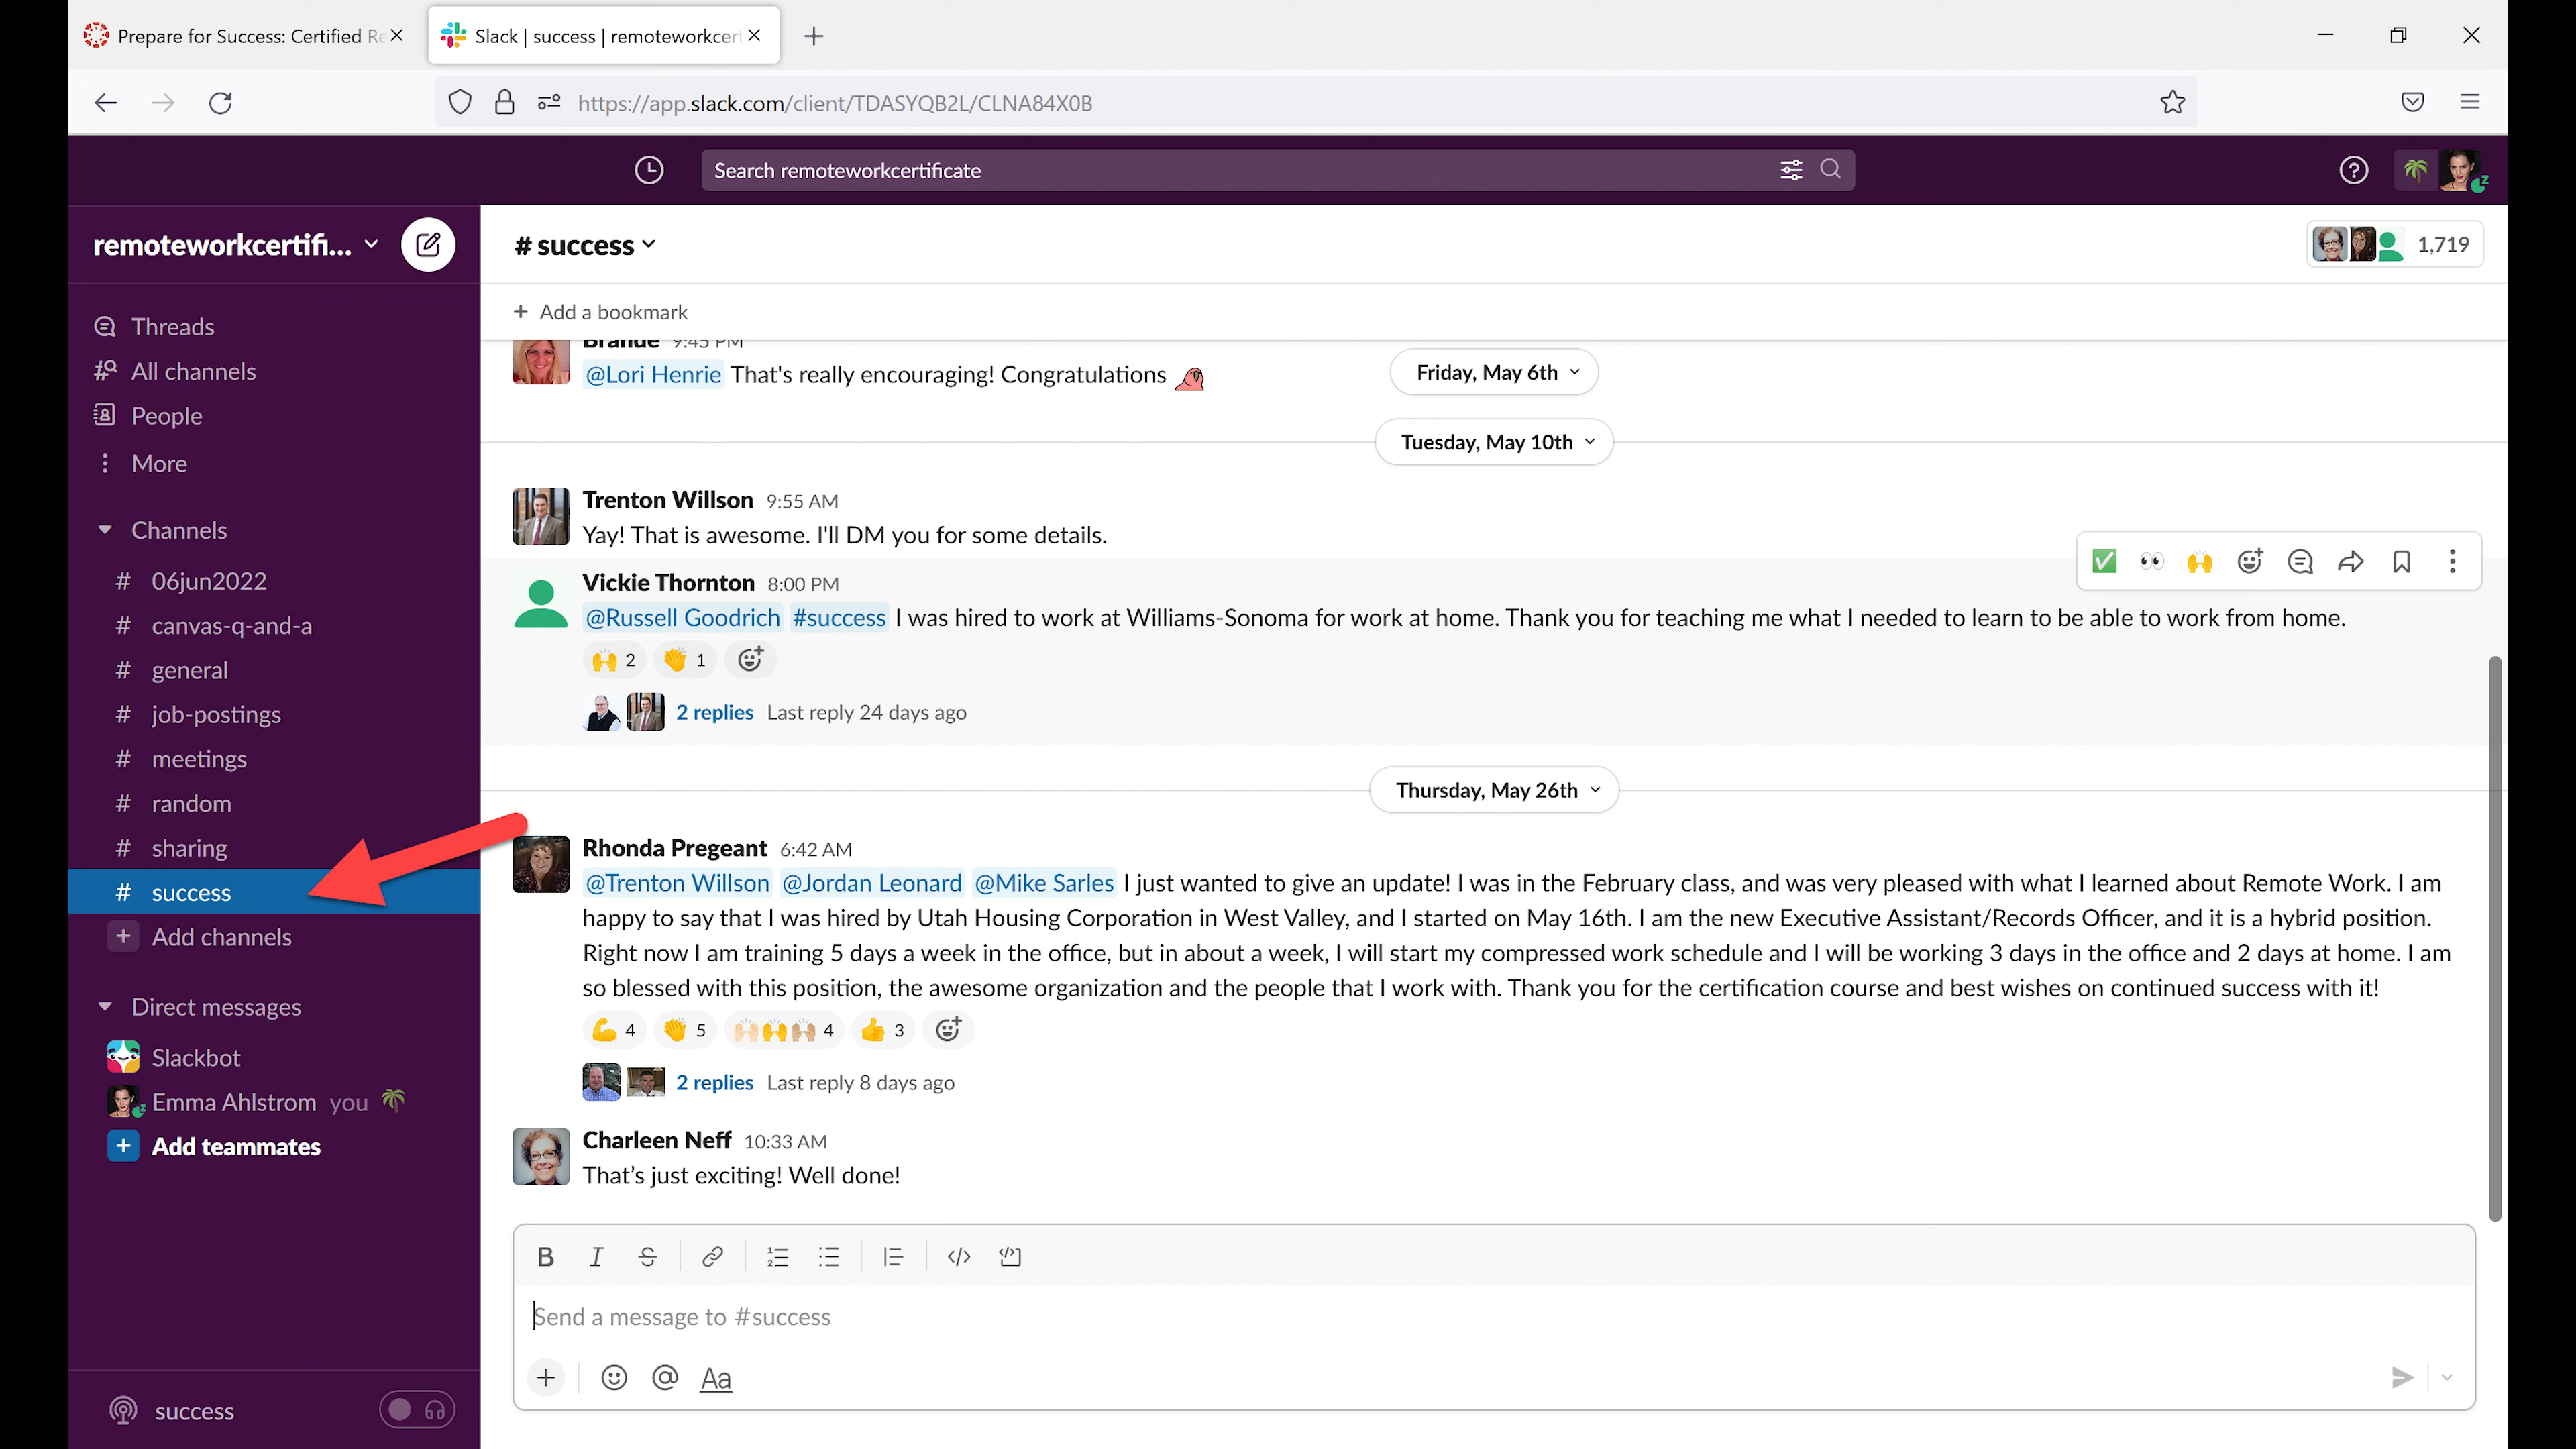 Prepare for Success: Certified Re
Slack | success | remoteworkcert
https://app.slack.com/client/TDASYQB2L/CLNA84X0B
Search remoteworkcertificate
remoteworkcertifi...
# success
1,719
Add a bookmark
Threads
All channels
People
More
Channels
# 06jun2022
# canvas-q-and-a
# general
# job-postings
# meetings
# random
# sharing
# success
+ Add channels
Direct messages
Slackbot
Emma Ahlstrom you
+ Add teammates
success
Brande 9:45 PM
@Lori Henrie That's really encouraging! Congratulations
Friday, May 6th
Tuesday, May 10th
Trenton Willson 9:55 AM
Yay! That is awesome. I'll DM you for some details.
Vickie Thornton 8:00 PM
@Russell Goodrich #success I was hired to work at Williams-Sonoma for work at home. Thank you for teaching me what I needed to learn to be able to work from home.
2 1
2 replies Last reply 24 days ago
Thursday, May 26th
Rhonda Pregeant 6:42 AM
@Trenton Willson @Jordan Leonard @Mike Sarles I just wanted to give an update! I was in the February class, and was very pleased with what I learned about Remote Work. I am
happy to say that I was hired by Utah Housing Corporation in West Valley, and I started on May 16th. I am the new Executive Assistant/Records Officer, and it is a hybrid position.
Right now I am training 5 days a week in the office, but in about a week, I will start my compressed work schedule and I will be working 3 days in the office and 2 days at home. I am
so blessed with this position, the awesome organization and the people that I work with. Thank you for the certification course and best wishes on continued success with it!
4 5 4 3
2 replies Last reply 8 days ago
Charleen Neff 10:33 AM
That’s just exciting! Well done!
B I S
Send a message to #success
+ @ Aa